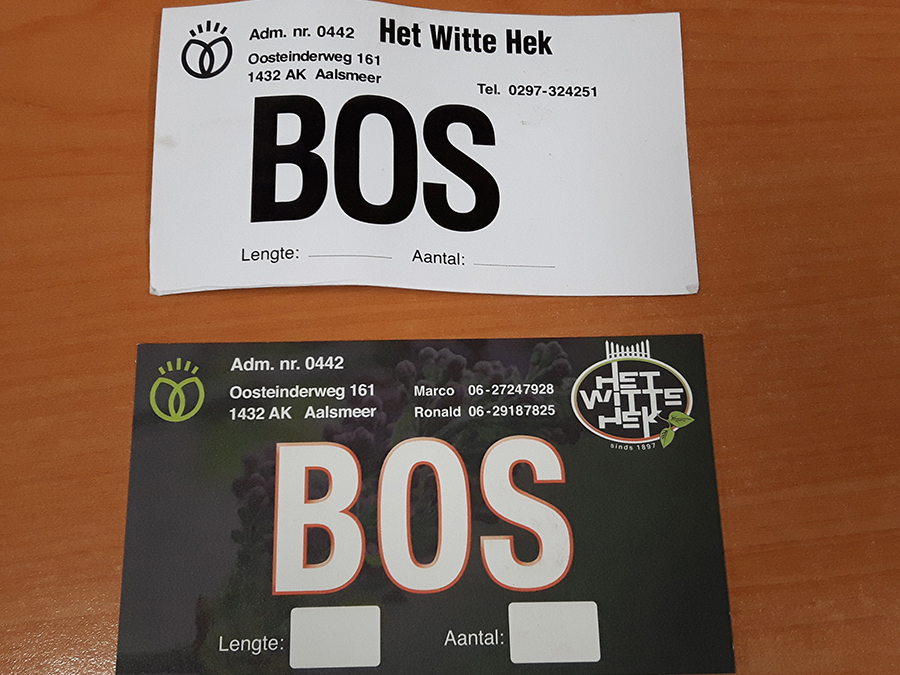 Adm. nr. 0442 Het Witte Hek
Oosteinderweg 161
1432 AK Aalsmeer
Tel. 0297-324251
BOS
Lengte: Aantal:
Adm. nr. 0442
Oosteinderweg 161 Marco 06-27247928
1432 AK Aalsmeer Ronald 06-29187825
HET
WITTE
HEK
sinds 1897
BOS
Lengte: Aantal: